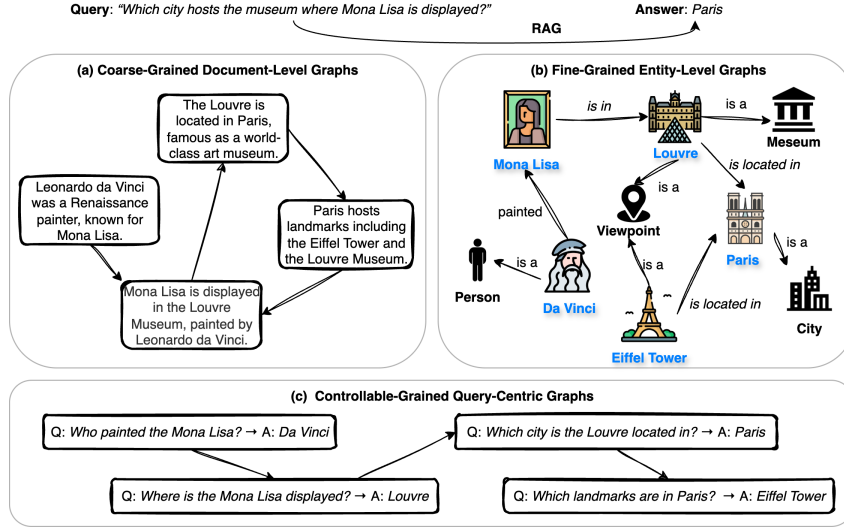 Query: “Which city hosts the museum where Mona Lisa is displayed?”
Answer: Paris
RAG
(a) Coarse-Grained Document-Level Graphs
The Louvre is
located in Paris,
famous as a world-
class art museum.
Leonardo da Vinci
was a Renaissance
painter, known for
Mona Lisa.
Paris hosts
landmarks including
the Eiffel Tower and
the Louvre Museum.
Mona Lisa is displayed
in the Louvre
Museum, painted by
Leonardo da Vinci.
(b) Fine-Grained Entity-Level Graphs
is in
is a
Meseum
Mona Lisa
Louvre
is located in
is a
painted
Viewpoint
is a
Paris
is a
Person
is a
Da Vinci
is located in
City
Eiffel Tower
(c) Controllable-Grained Query-Centric Graphs
Q: Who painted the Mona Lisa? → A: Da Vinci
Q: Which city is the Louvre located in? → A: Paris
Q: Where is the Mona Lisa displayed? → A: Louvre
Q: Which landmarks are in Paris? → A: Eiffel Tower